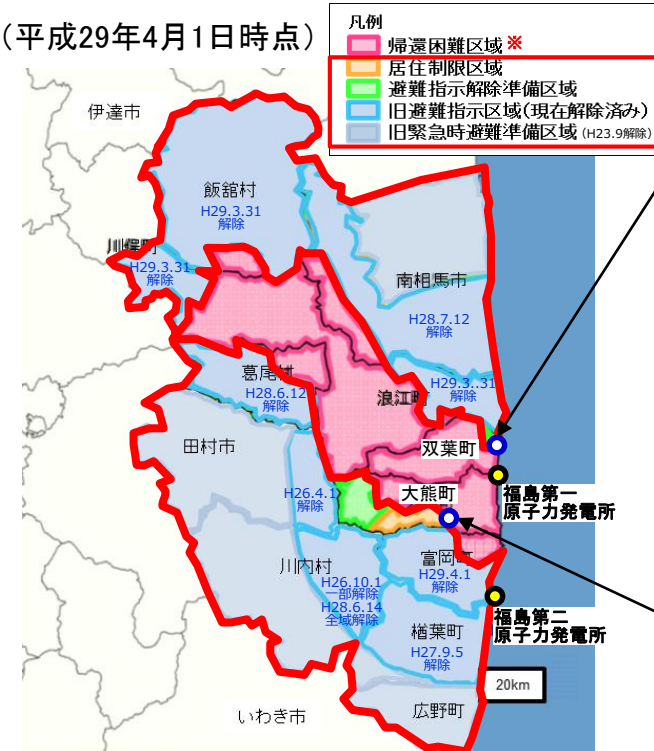 (平成29年4月1日時点)
凡例
帰還困難区域※
居住制限区域
避難指示解除準備区域
旧避難指示区域(現在解除済み)
旧緊急時避難準備区域(H23.9解除)
伊達市
飯舘村
H29.3.31
解除
川俣町
H29.3.31
解除
南相馬市
H28.7.12
解除
葛尾村
H28.6.12
解除
浪江町
H29.3..31
解除
田村市
双葉町
H26.4.1
解除
大熊町
福島第一
原子力発電所
川内村
H26.10.1
一部解除
H28.6.14
全域解除
富岡町
H29.4.1
解除
福島第二
原子力発電所
楢葉町
H27.9.5
解除
20km
広野町
いわき市